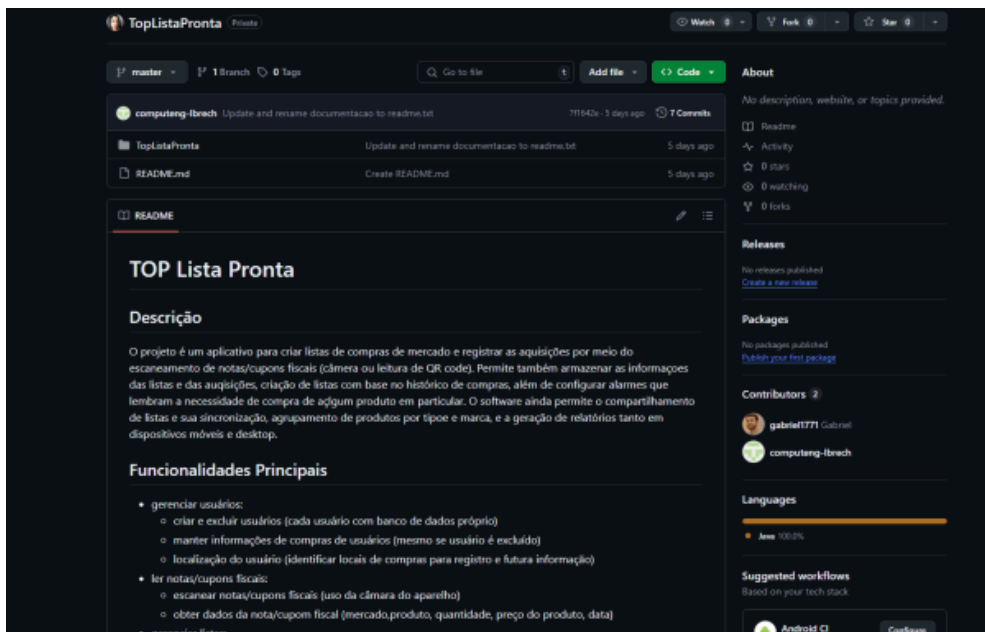 TopListaPronta Private
Watch 0
Fork 0
Star 0
master
1 Branch
0 Tags
Go to file
t
Add file
Code
computeng-lbrech Update and rename documentacao to readme.txt 7f1642e · 5 days ago 7 Commits
TopListaPronta Update and rename documentacao to readme.txt 5 days ago
README.md Create README.md 5 days ago
README
TOP Lista Pronta
Descrição
O projeto é um aplicativo para criar listas de compras de mercado e registrar as aquisições por meio do
escaneamento de notas/cupons fiscais (câmera ou leitura de QR code). Permite também armazenar as informaçoes
das listas e das auqisições, criação de listas com base no histórico de compras, além de configurar alarmes que
lembram a necessidade de compra de açlgum produto em particular. O software ainda permite o compartilhamento
de listas e sua sincronização, agrupamento de produtos por tipoe e marca, e a geração de relatórios tanto em
dispositivos móveis e desktop.
Funcionalidades Principais
gerenciar usuários:
criar e excluir usuários (cada usuário com banco de dados próprio)
manter informações de compras de usuários (mesmo se usuário é excluído)
localização do usuário (identificar locais de compras para registro e futura informação)
ler notas/cupons fiscais:
escanear notas/cupons fiscais (uso da câmara do aparelho)
obter dados da nota/cupom fiscal (mercado,produto, quantidade, preço do produto, data)
About
No description, website, or topics provided.
Readme
Activity
0 stars
0 watching
0 forks
Releases
No releases published
Create a new release
Packages
No packages published
Publish your first package
Contributors 2
gabriel1771 Gabriel
computeng-lbrech
Languages
Java 100.0%
Suggested workflows
Based on your tech stack
Android CI
Configure